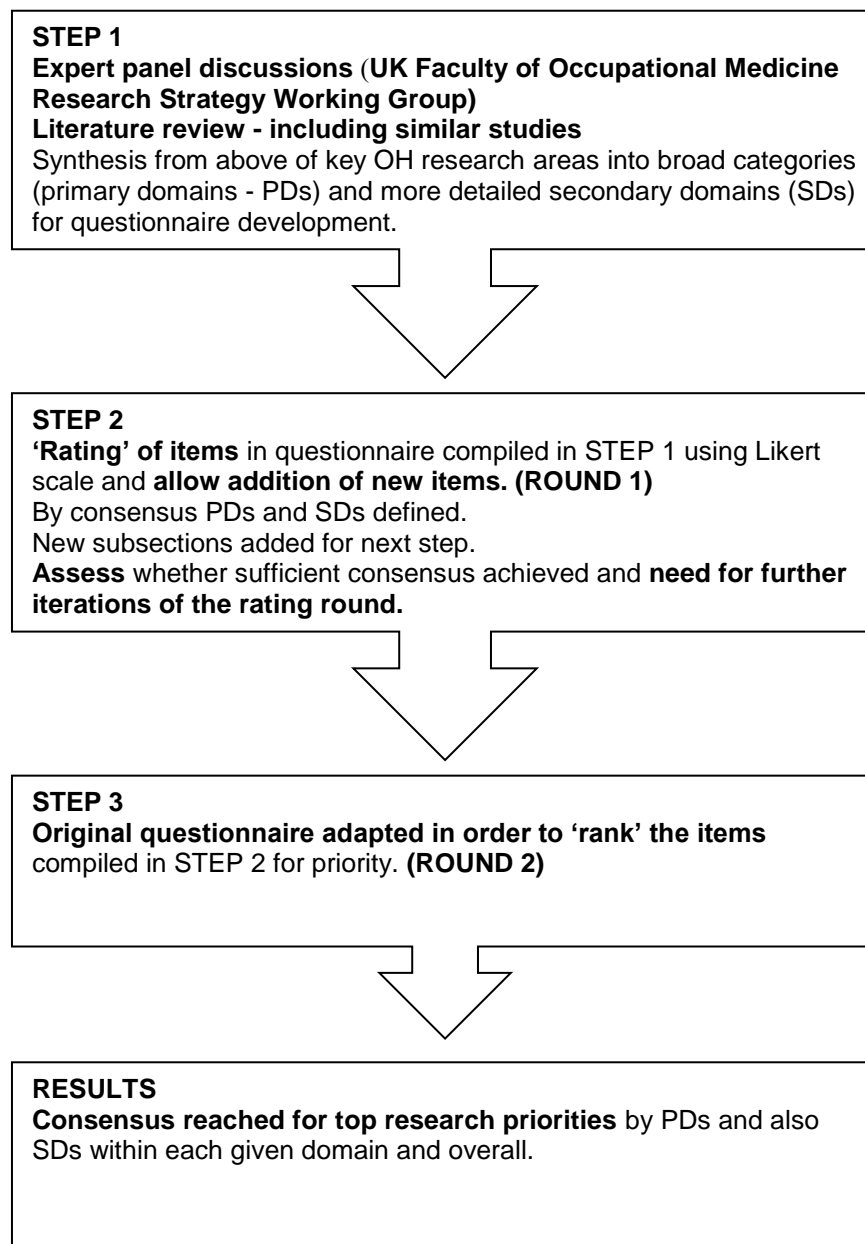 STEP 1
Expert panel discussions (UK Faculty of Occupational Medicine
Research Strategy Working Group)
Literature review - including similar studies
Synthesis from above of key OH research areas into broad categories
(primary domains - PDs) and more detailed secondary domains (SDs)
for questionnaire development.
STEP 2
‘Rating’ of items in questionnaire compiled in STEP 1 using Likert
scale and allow addition of new items. (ROUND 1)
By consensus PDs and SDs defined.
New subsections added for next step.
Assess whether sufficient consensus achieved and need for further
iterations of the rating round.
STEP 3
Original questionnaire adapted in order to ‘rank’ the items
compiled in STEP 2 for priority. (ROUND 2)
RESULTS
Consensus reached for top research priorities by PDs and also
SDs within each given domain and overall.